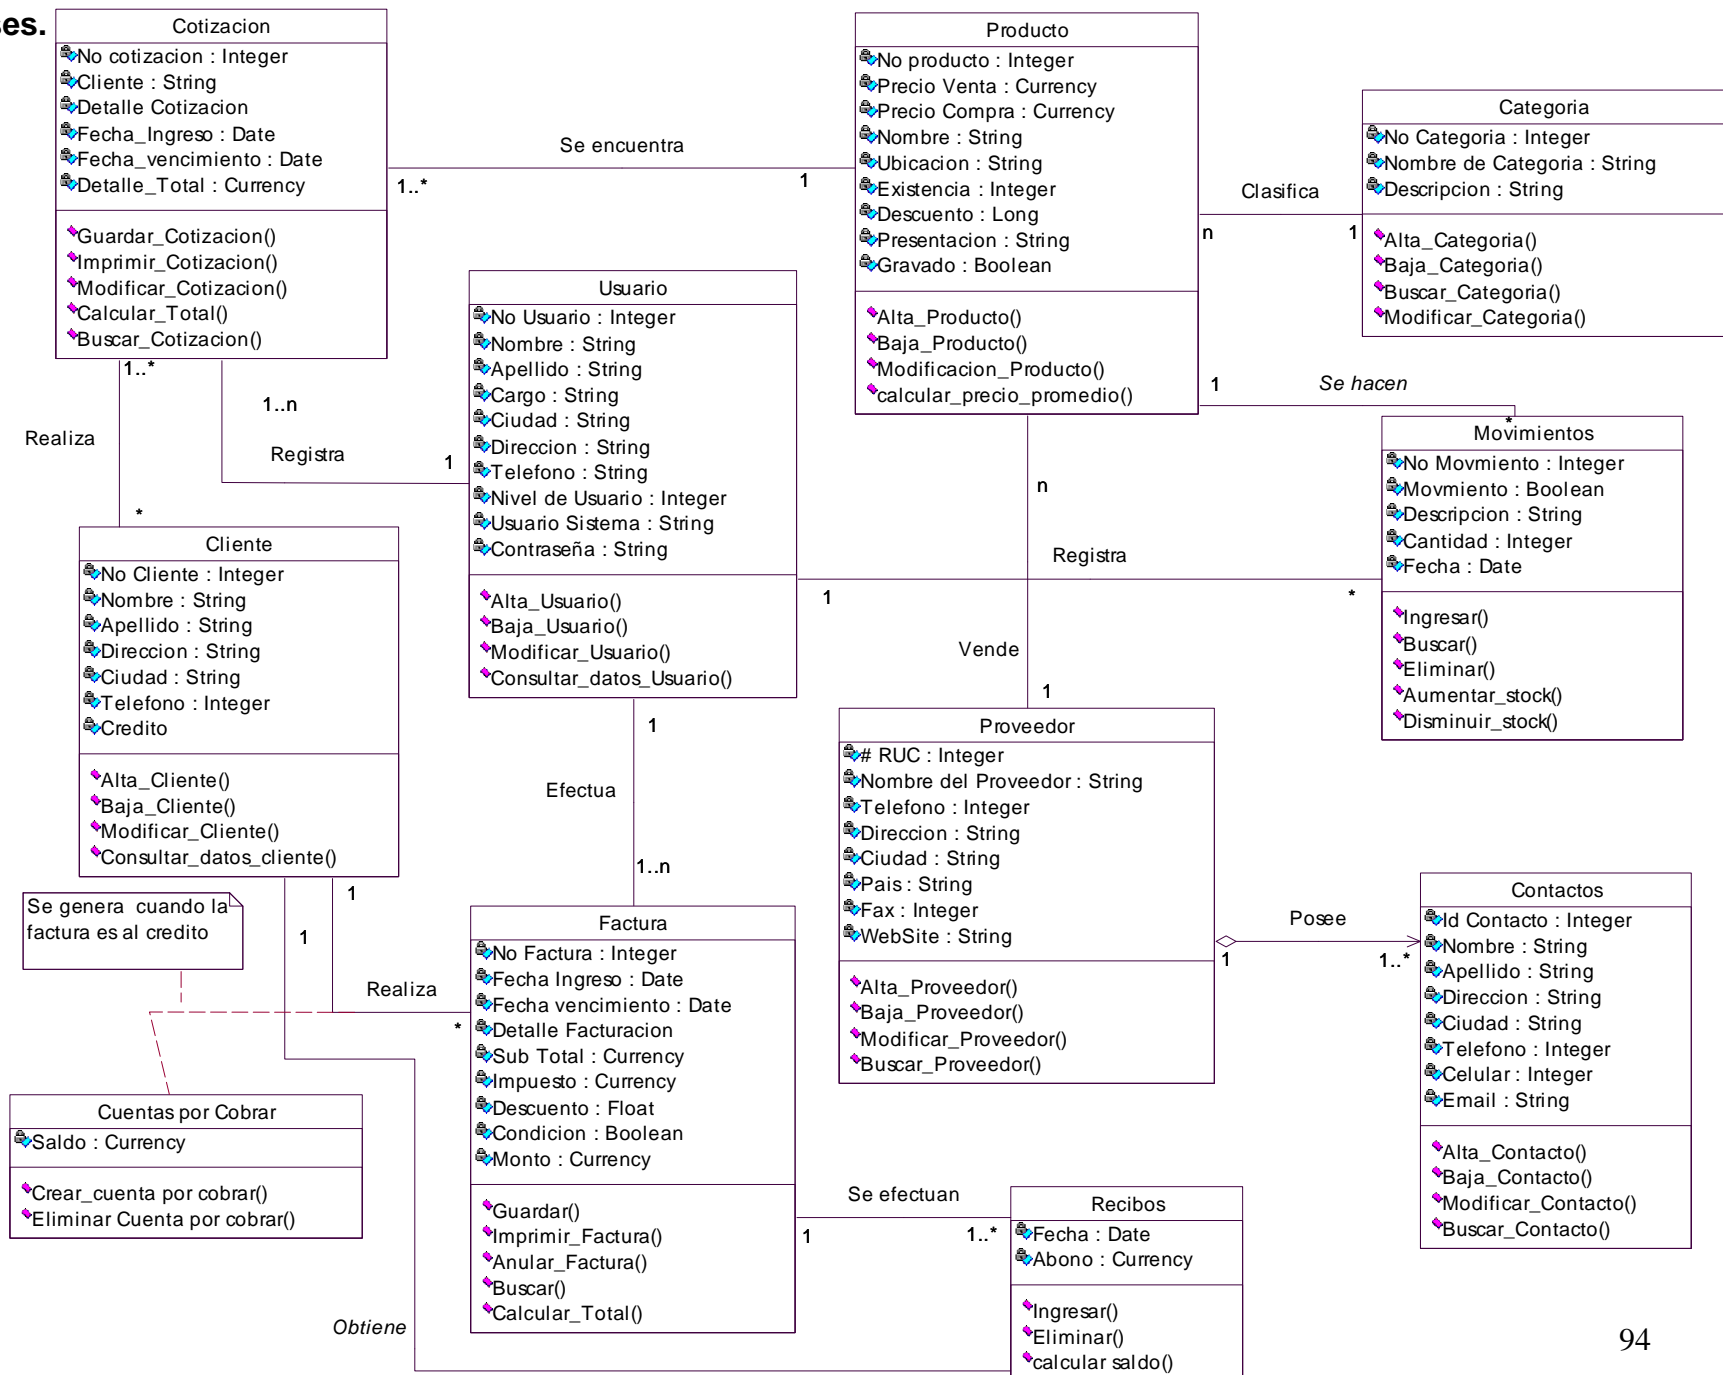 ses.
Cotizacion
No cotizacion : Integer
Cliente : String
Detalle Cotizacion
Fecha_Ingreso : Date
Fecha_vencimiento : Date
Detalle_Total : Currency
Guardar_Cotizacion()
Imprimir_Cotizacion()
Modificar_Cotizacion()
Calcular_Total()
Buscar_Cotizacion()
Se encuentra
1..*
1
Producto
No producto : Integer
Precio Venta : Currency
Precio Compra : Currency
Nombre : String
Ubicacion : String
Existencia : Integer
Descuento : Long
Presentacion : String
Gravado : Boolean
Alta_Producto()
Baja_Producto()
Modificacion_Producto()
calcular_precio_promedio()
Clasifica
n
1
Categoria
No Categoria : Integer
Nombre de Categoria : String
Descripcion : String
Alta_Categoria()
Baja_Categoria()
Buscar_Categoria()
Modificar_Categoria()
Usuario
No Usuario : Integer
Nombre : String
Apellido : String
Cargo : String
Ciudad : String
Direccion : String
Telefono : String
Nivel de Usuario : Integer
Usuario Sistema : String
Contraseña : String
Alta_Usuario()
Baja_Usuario()
Modificar_Usuario()
Consultar_datos_Usuario()
1..*
Realiza
*
1..n
Registra
1
1
Se hacen
*
Movimientos
No Movmiento : Integer
Movmiento : Boolean
Descripcion : String
Cantidad : Integer
Fecha : Date
Ingresar()
Buscar()
Eliminar()
Aumentar_stock()
Disminuir_stock()
n
Registra
1
*
Vende
1
Cliente
No Cliente : Integer
Nombre : String
Apellido : String
Direccion : String
Ciudad : String
Telefono : Integer
Credito
Alta_Cliente()
Baja_Cliente()
Modificar_Cliente()
Consultar_datos_cliente()
1
Efectua
1..n
Proveedor
# RUC : Integer
Nombre del Proveedor : String
Telefono : Integer
Direccion : String
Ciudad : String
Pais : String
Fax : Integer
WebSite : String
Alta_Proveedor()
Baja_Proveedor()
Modificar_Proveedor()
Buscar_Proveedor()
Posee
1
1..*
Contactos
Id Contacto : Integer
Nombre : String
Apellido : String
Direccion : String
Ciudad : String
Telefono : Integer
Celular : Integer
Email : String
Alta_Contacto()
Baja_Contacto()
Modificar_Contacto()
Buscar_Contacto()
Se genera cuando la
factura es al credito
1
1
Realiza
*
Factura
No Factura : Integer
Fecha Ingreso : Date
Fecha vencimiento : Date
Detalle Facturacion
Sub Total : Currency
Impuesto : Currency
Descuento : Float
Condicion : Boolean
Monto : Currency
Guardar()
Imprimir_Factura()
Anular_Factura()
Buscar()
Calcular_Total()
Cuentas por Cobrar
Saldo : Currency
Crear_cuenta por cobrar()
Eliminar Cuenta por cobrar()
Se efectuan
1
1..*
Recibos
Fecha : Date
Abono : Currency
Ingresar()
Eliminar()
calcular saldo()
Obtiene
94